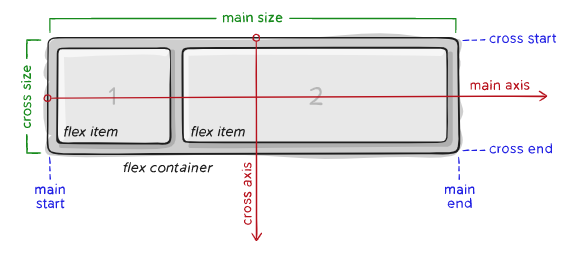 main size
cross start
cross size
1
2
main axis
flex item
flex item
cross end
flex container
cross axis
main
start
main
end